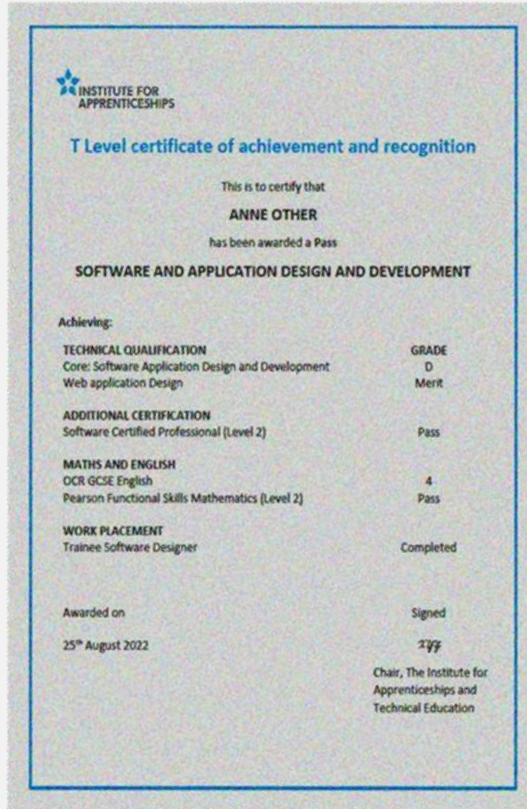 INSTITUTE FOR
APPRENTICESHIPS
T Level certificate of achievement and recognition
This is to certify that
ANNE OTHER
has been awarded a Pass
SOFTWARE AND APPLICATION DESIGN AND DEVELOPMENT
Achieving:
TECHNICAL QUALIFICATION GRADE
Core: Software Application Design and Development D
Web application Design Merit
ADDITIONAL CERTIFICATION
Software Certified Professional (Level 2) Pass
MATHS AND ENGLISH
OCR GCSE English 4
Pearson Functional Skills Mathematics (Level 2) Pass
WORK PLACEMENT
Trainee Software Designer Completed
Awarded on Signed
25th August 2022
Chair, The Institute for
Apprenticeships and
Technical Education